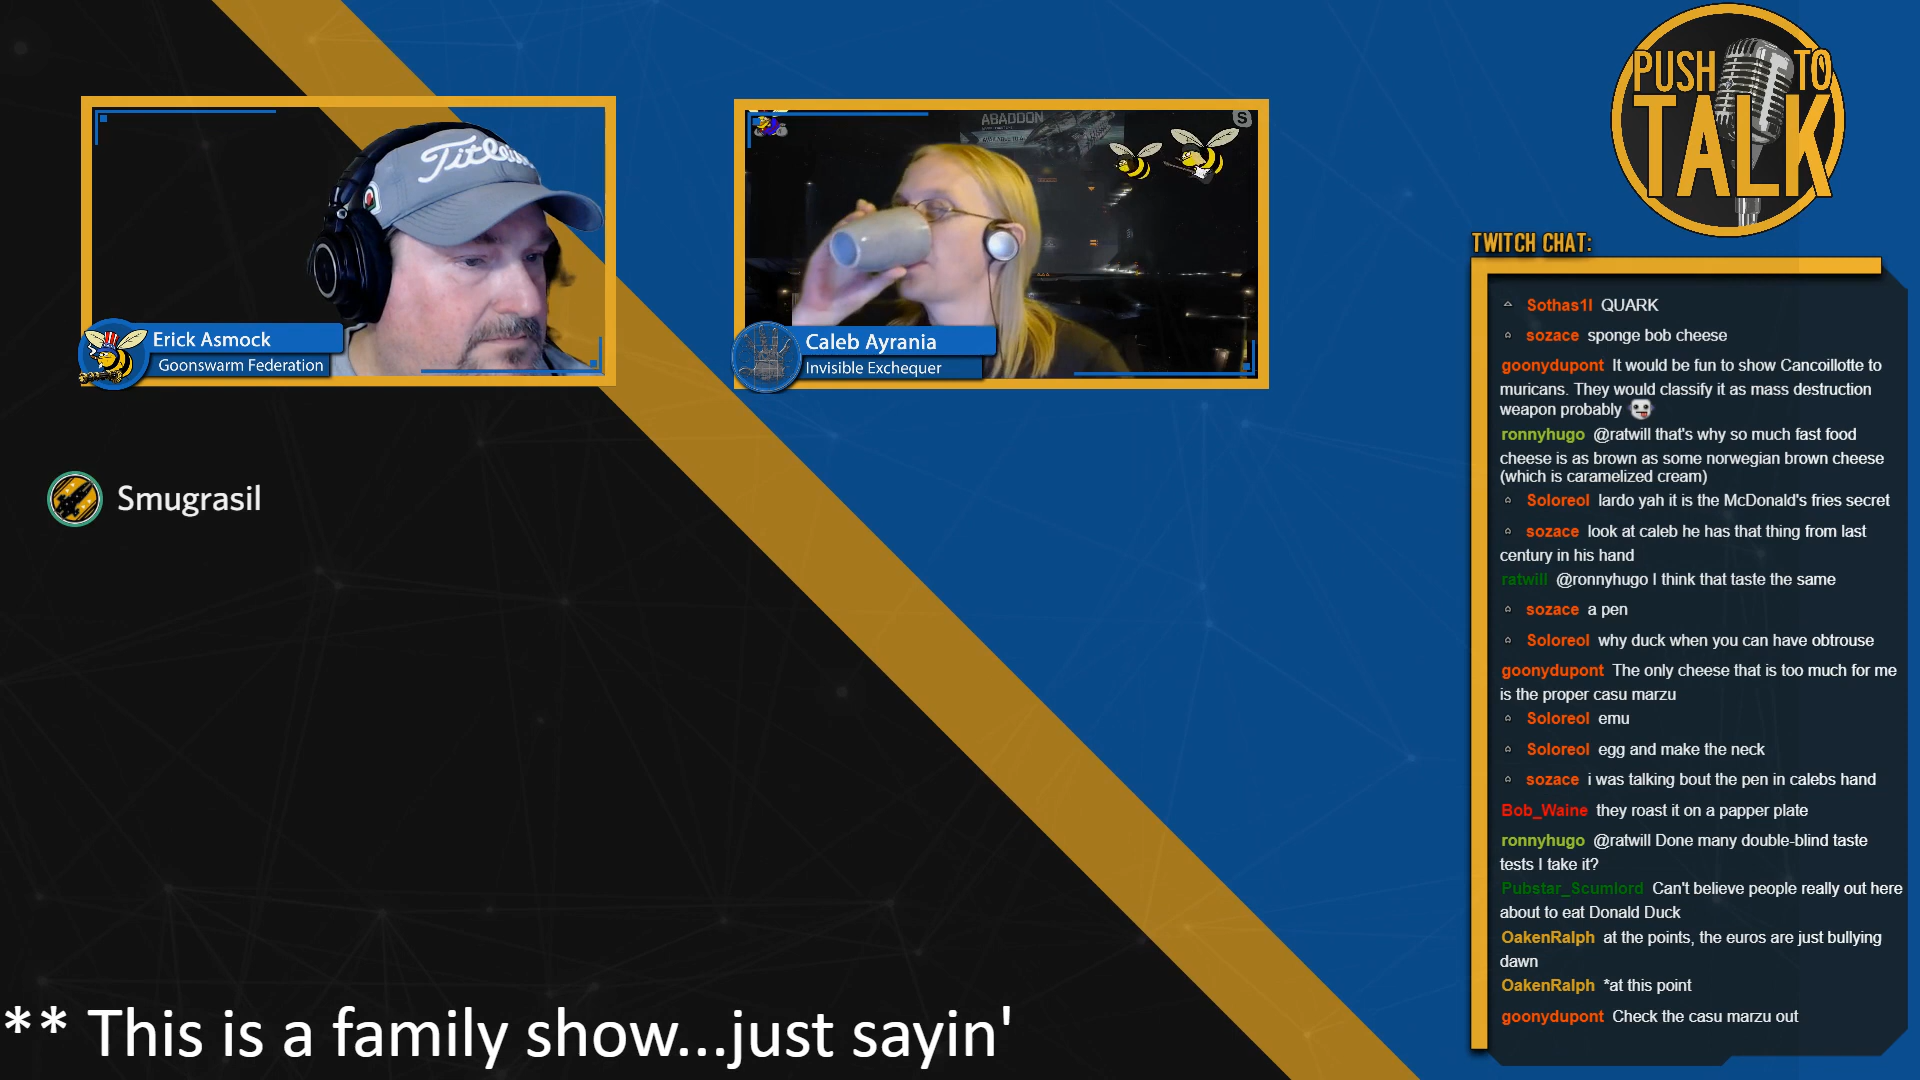 PUSH TO
TALK
Titleist
Erick Asmock
Goonswarm Federation
ABADDON
S
Caleb Ayrania
Invisible Exchequer
Smugrasil
** This is a family show...just sayin'
TWITCH CHAT:
Sothas1l QUARK
sozace sponge bob cheese
goonydupont It would be fun to show Cancoillotte to
muricans. They would classify it as mass destruction
weapon probably
ronnyhugo @ratwill that's why so much fast food
cheese is as brown as some norwegian brown cheese
(which is caramelized cream)
Soloreol lardo yah it is the McDonald's fries secret
sozace look at caleb he has that thing from last
century in his hand
ratwill @ronnyhugo I think that taste the same
sozace a pen
Soloreol why duck when you can have obtrouse
goonydupont The only cheese that is too much for me
is the proper casu marzu
Soloreol emu
Soloreol egg and make the neck
sozace i was talking bout the pen in calebs hand
Bob_Waine they roast it on a papper plate
ronnyhugo @ratwill Done many double-blind taste
tests I take it?
Pubstar_Scumlord Can't believe people really out here
about to eat Donald Duck
OakenRalph at the points, the euros are just bullying
dawn
OakenRalph *at this point
goonydupont Check the casu marzu out